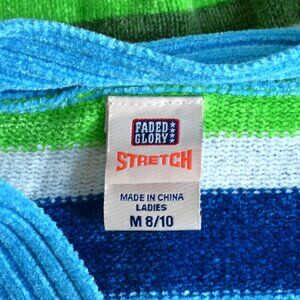 FADED
GLORY
STRETCH
MADE IN CHINA
LADIES
M 8/10